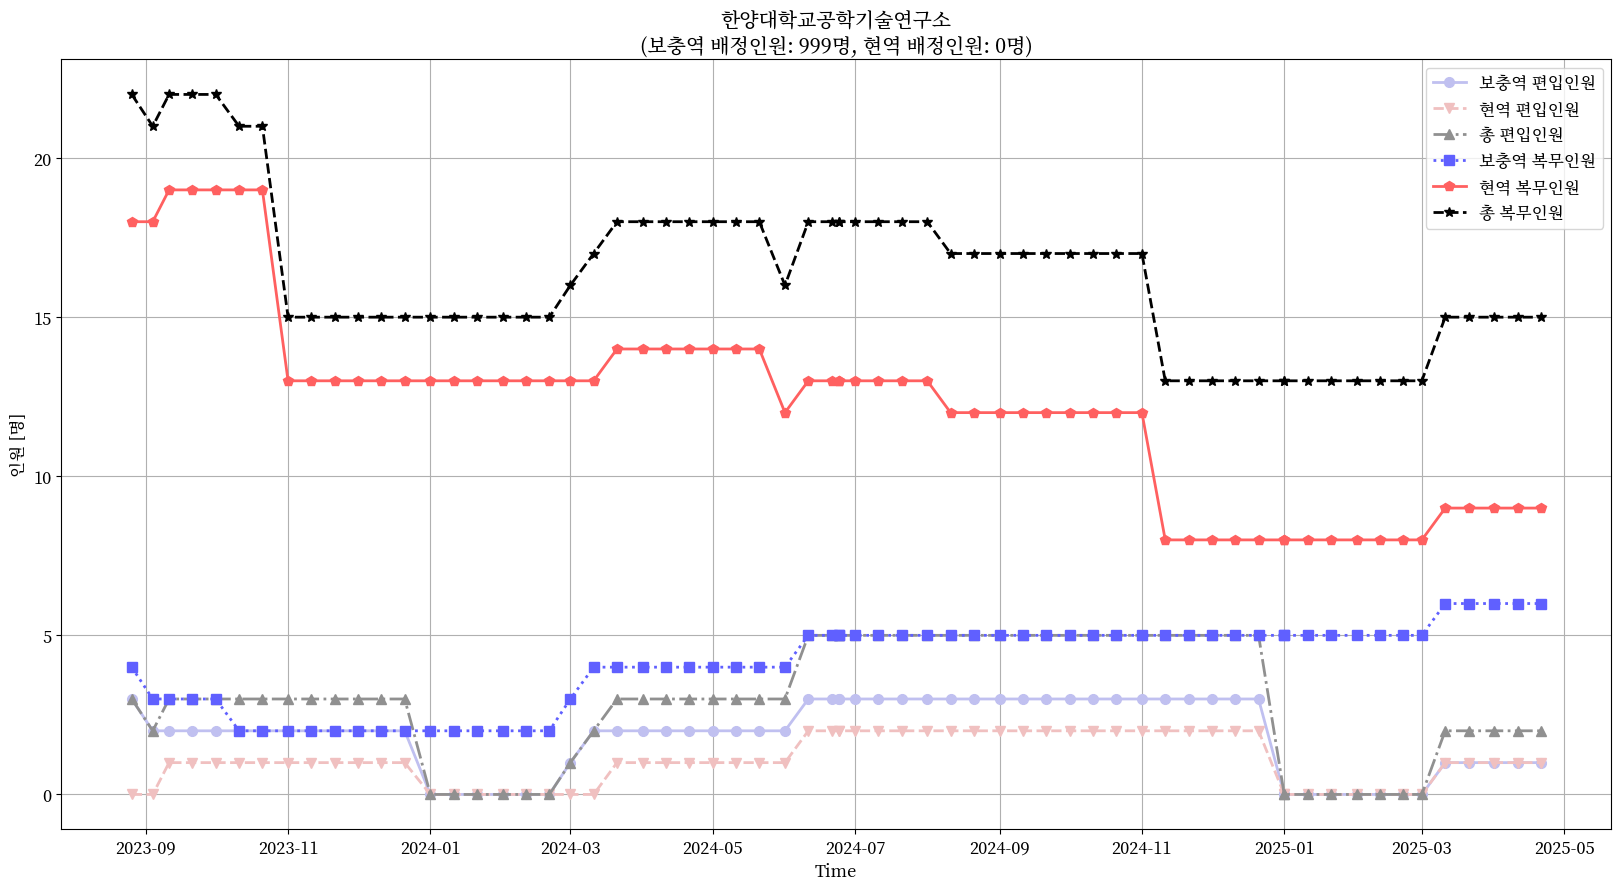 한양대학교공학기술연구소
(보충역 배정인원: 999명, 현역 배정인원: 0명)
보충역 편입인원
현역 편입인원
총 편입인원
보충역 복무인원
현역 복무인원
총 복무인원
인원 [명]
20
15
10
5
0
2023-09 2023-11 2024-01 2024-03 2024-05 2024-07 2024-09 2024-11 2025-01 2025-03 2025-05
Time